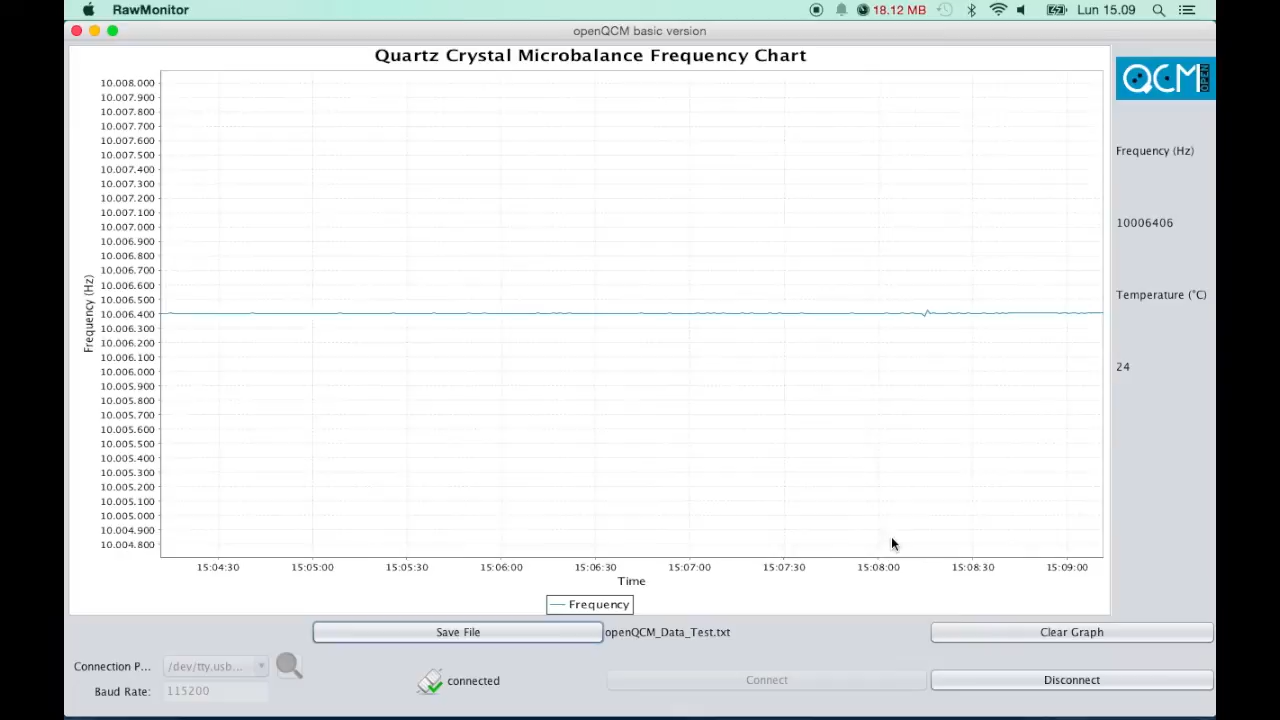 RawMonitor
18.12 MB
Lun 15.09
openQCM basic version
Quartz Crystal Microbalance Frequency Chart
QCM OPEN
10.008.000
10.007.900
10.007.800
10.007.700
10.007.600
10.007.500
10.007.400
10.007.300
10.007.200
10.007.100
10.007.000
10.006.900
10.006.800
10.006.700
10.006.600
10.006.500
10.006.400
10.006.300
10.006.200
10.006.100
10.006.000
10.005.900
10.005.800
10.005.700
10.005.600
10.005.500
10.005.400
10.005.300
10.005.200
10.005.100
10.005.000
10.004.900
10.004.800
Frequency (Hz)
15:04:30 15:05:00 15:05:30 15:06:00 15:06:30 15:07:00 15:07:30 15:08:00 15:08:30 15:09:00
Time
Frequency
Frequency (Hz)
10006406
Temperature (°C)
24
Save File openQCM_Data_Test.txt Clear Graph
Connection P... /dev/tty.usb... connected Connect Disconnect
Baud Rate: 115200